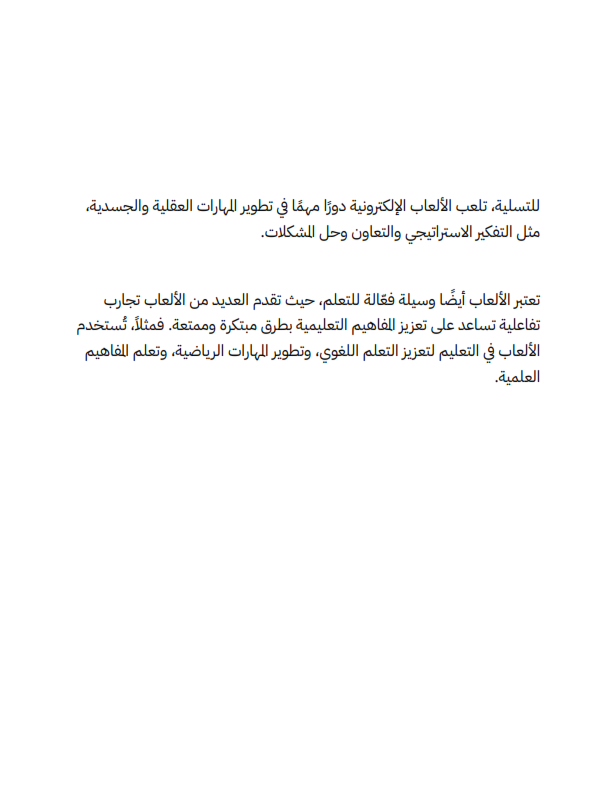 للتسلية، تلعب الألعاب الإلكترونية دورًا مهمًا في تطوير المهارات العقلية والجسدية،
مثل التفكير الاستراتيجي والتعاون وحل المشكلات.
تعتبر الألعاب أيضًا وسيلة فعّالة للتعلم، حيث تقدم العديد من الألعاب تجارب
تفاعلية تساعد على تعزيز المفاهيم التعليمية بطرق مبتكرة وممتعة. فمثلاً، تُستخدم
الألعاب في التعليم لتعزيز التعلم اللغوي، وتطوير المهارات الرياضية، وتعلم المفاهيم
العلمية.